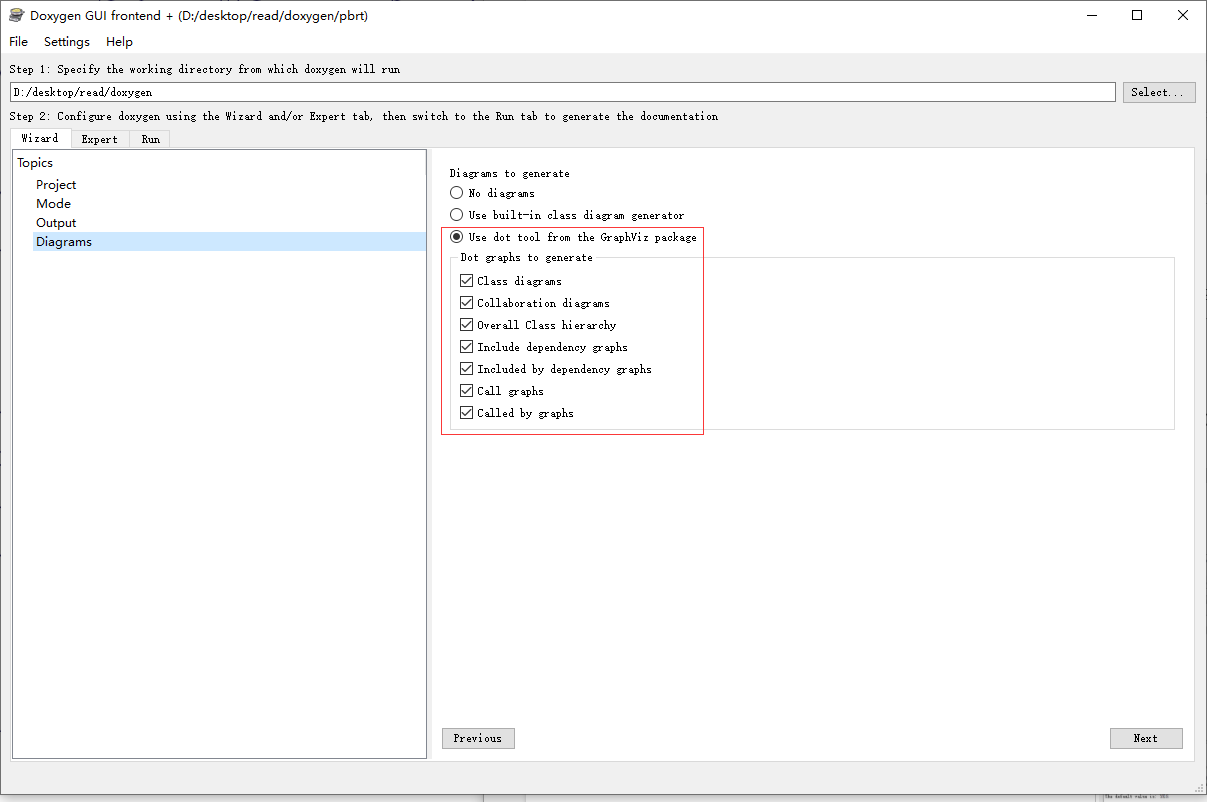 Doxygen GUI frontend + (D:/desktop/read/doxygen/pbrt)
File Settings Help
Step 1: Specify the working directory from which doxygen will run
D:/desktop/read/doxygen
Select...
Step 2: Configure doxygen using the Wizard and/or Expert tab, then switch to the Run tab to generate the documentation
Wizard Expert Run
Topics
Project
Mode
Output
Diagrams
Diagrams to generate
No diagrams
Use built-in class diagram generator
Use dot tool from the GraphViz package
Dot graphs to generate
Class diagrams
Collaboration diagrams
Overall Class hierarchy
Include dependency graphs
Included by dependency graphs
Call graphs
Called by graphs
Previous
Next